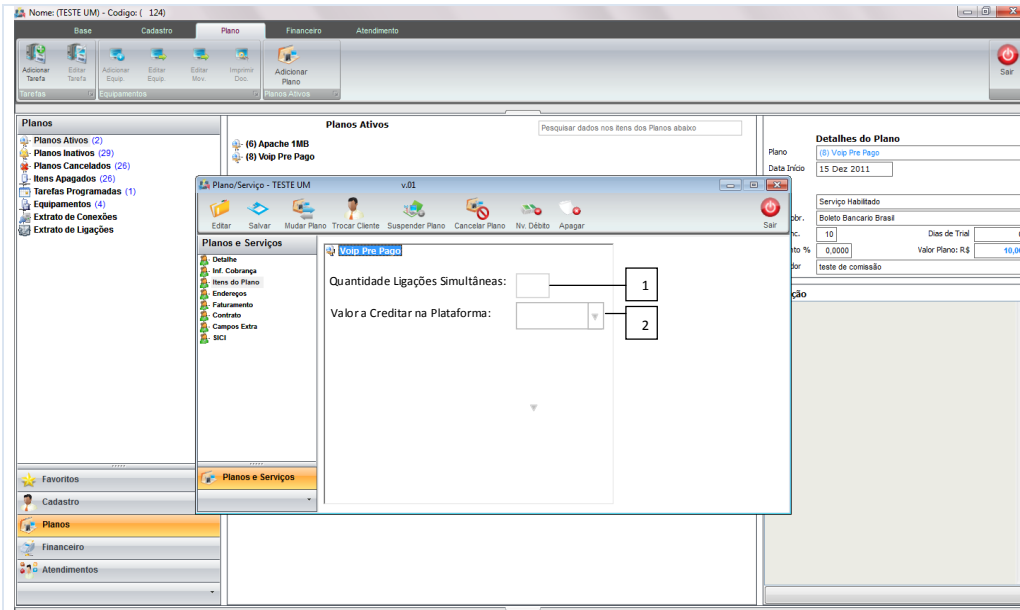 Nome: (TESTE UM) - Codigo: ( 124)
Base Cadastro Plano Financeiro Atendimento
Adicionar Tarefa
Editar Tarefa
Adicionar Equip.
Editar Equip.
Editar Mov.
Imprimir Doc.
Adicionar Plano
Sair
Tarefas Equipamentos Planos Ativos
Planos
Planos Ativos (2)
Planos Inativos (29)
Planos Cancelados (26)
Itens Apagados (26)
Tarefas Programadas (1)
Equipamentos (4)
Extrato de Conexões
Extrato de Ligações
Planos Ativos
Pesquisar dados nos itens dos Planos abaixo
(6) Apache 1MB
(8) Voip Pre Pago
Detalhes do Plano
Plano (8) Voip Pre Pago
Data Início 15 Dez 2011
Serviço Habilitado
obr. Boleto Bancario Brasil
nc. 10 Dias de Trial
to % 0,0000 Valor Plano: R$ 10,00
dor teste de comissão
ção
Plano/Serviço - TESTE UM v.01
Editar Salvar Mudar Plano Trocar Cliente Suspender Plano Cancelar Plano Nv. Débito Apagar Sair
Planos e Serviços
Detalhe
Inf. Cobrança
Itens do Plano
Endereços
Faturamento
Contrato
Campos Extra
SICI
Planos e Serviços
Voip Pre Pago
Quantidade Ligações Simultâneas:
1
Valor a Creditar na Plataforma:
2
Favoritos
Cadastro
Planos
Financeiro
Atendimentos